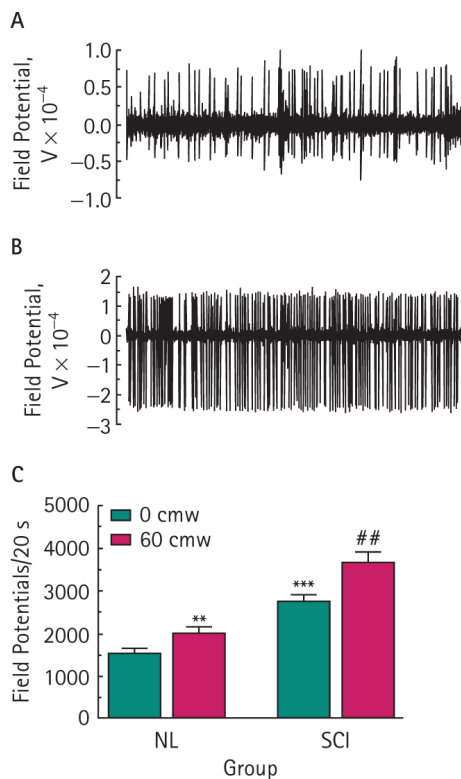 A
Field Potential,
V × 10⁻⁴
1.0
0.5
0.0
−0.5
−1.0
B
Field Potential,
V × 10⁻⁴
2
1
0
−1
−2
−3
C
Field Potentials/20 s
5000
4000
3000
2000
1000
0
0 cmw
60 cmw
**
***
##
NL SCI
Group